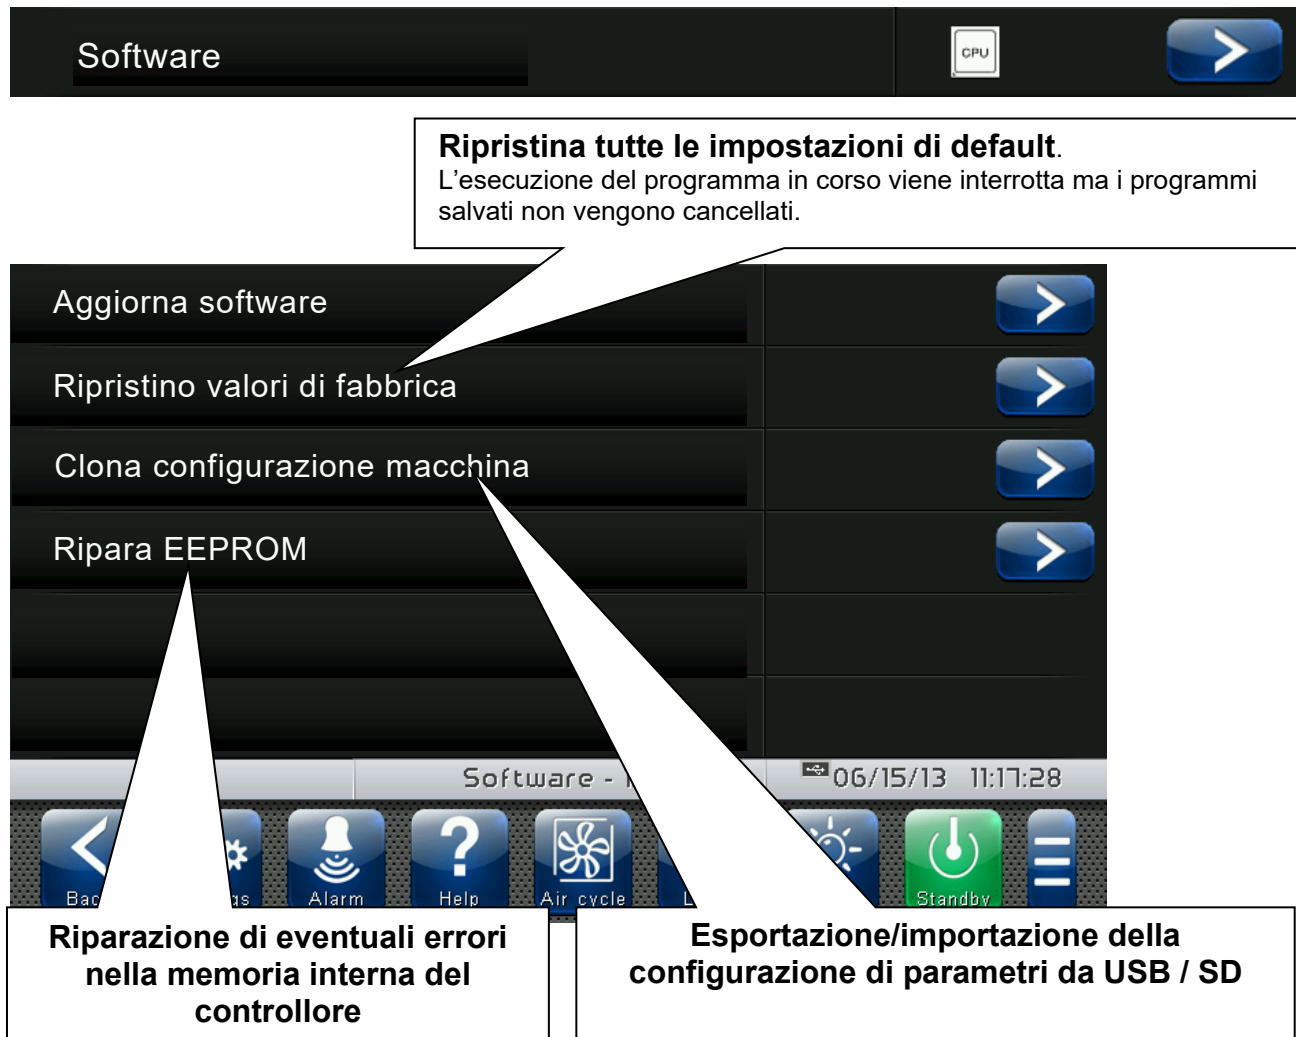 Software
CPU
Ripristina tutte le impostazioni di default.
L'esecuzione del programma in corso viene interrotta ma i programmi
salvati non vengono cancellati.
Aggiorna software
Ripristino valori di fabbrica
Clona configurazione macchina
Ripara EEPROM
Software -
06/15/13 11:17:28
Alarm
Help
Air cycle
Standby
Riparazione di eventuali errori
nella memoria interna del
controllore
Esportazione/importazione della
configurazione di parametri da USB / SD